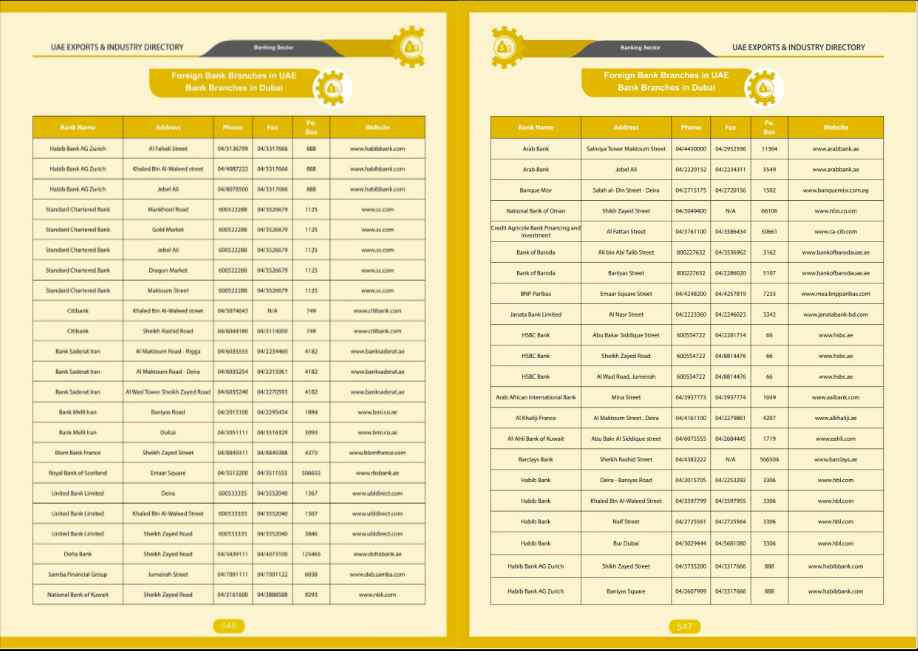 UAE EXPORTS & INDUSTRY DIRECTORY
Banking Sector
Foreign Bank Branches in UAE
Bank Branches in Dubai
Bank Name Address Phone Fax Po. Box Website
Habib Bank AG Zurich Al Fahidi Street 04/3136799 04/3317666 888 www.habibbank.com
Habib Bank AG Zurich Khaled Bin Al-Waleed street 04/4087222 04/3317666 888 www.habibbank.com
Habib Bank AG Zurich Jebel Ali 04/8078500 04/3317666 888 www.habibbank.com
Standard Chartered Bank Mankhool Road 600522288 04/3526679 1125 www.sc.com
Standard Chartered Bank Gold Market 600522288 04/3526679 1125 www.sc.com
Standard Chartered Bank Jebel Ali 600522288 04/3526679 1125 www.sc.com
Standard Chartered Bank Dragon Market 600522288 04/3526679 1125 www.sc.com
Standard Chartered Bank Maktoum Street 600522288 04/3526679 1125 www.sc.com
Citibank Khaled Bin Al-Waleed Street 04/5074643 N/A 749 www.citibank.com
Citibank Sheikh Rashid Road 04/6044180 04/3114000 749 www.citibank.com
Bank Saderat Iran Al Maktoum Road - Rigga 04/6035555 04/2234460 4182 www.banksaderat.ae
Bank Saderat Iran Al Maktoum Road - Deira 04/6035254 04/2215961 4182 www.banksaderat.ae
Bank Saderat Iran Al Wasl Tower Sheikh Zayed Road 04/6035240 04/2270593 4182 www.banksaderat.ae
Bank Melli Iran Baniyas Road 04/2015100 04/2295454 1894 www.bmi.co.ae
Bank Melli Iran Dubai 04/3091111 04/3516329 3093 www.bmi.co.ae
Blom Bank France Sheikh Zayed Street 04/8849311 04/8849388 4370 www.blomfrance.com
Royal Bank of Scotland Emaar Square 04/3512200 04/3511555 506655 www.rbsbank.ae
United Bank Limited Deira 600533335 04/3552040 1367 www.ubldirect.com
United Bank Limited Khaled Bin Al-Waleed Street 600533335 04/3552040 1367 www.ubldirect.com
United Bank Limited Sheikh Zayed Road 600533335 04/3552040 3846 www.ubldirect.com
Doha Bank Sheikh Zayed Road 04/3439111 04/4073100 125465 www.dohabank.ae
Samba Financial Group Jumeirah Street 04/7091111 04/7091122 6038 www.dxb.samba.com
National Bank of Kuwait Sheikh Zayed Road 04/3161600 04/3888588 9293 www.nbk.com
546
Banking Sector
UAE EXPORTS & INDUSTRY DIRECTORY
Foreign Bank Branches in UAE
Bank Branches in Dubai
Bank Name Address Phone Fax Po. Box Website
Arab Bank Salmiya Tower Maktoum Street 04/4450000 04/2952596 11364 www.arabbank.ae
Arab Bank Jebel Ali 04/2220152 04/2234311 5549 www.arabbank.ae
Banque Misr Salah al- Din Street - Deira 04/2715175 04/2720156 1502 www.banquemisr.com.eg
National Bank of Oman Shikh Zayed Street 04/3049400 N/A 66106 www.nbo.co.om
Credit Agricole Bank Financing and Investment Al Fattan Street 04/3761100 04/3586434 50661 www.ca-cib.com
Bank of Baroda Ali bin Abi Talib Street 800227632 04/3536962 3162 www.bankofbarodauae.ae
Bank of Baroda Baniyas Street 800227632 04/2286020 5107 www.bankofbarodauae.ae
BNP Paribas Emaar Square Street 04/4248200 04/4257819 7233 www.mea.bnpparibas.com
Janata Bank Limited Al Nasr Street 04/2223360 04/2246023 3342 www.janatabank-bd.com
HSBC Bank Abu Bakar Siddique Street 600554722 04/2281714 66 www.hsbc.ae
HSBC Bank Sheikh Zayed Road 600554722 04/8814476 66 www.hsbc.ae
HSBC Bank Al Wasl Road, Jumeirah 600554722 04/8814476 66 www.hsbc.ae
Arab African International Bank Mina Street 04/3937773 04/3937774 1049 www.aaibank.com
Al Khaliji France Al Maktoum Street , Deira 04/4161100 04/2279861 4207 www.alkhaliji.ae
Al-Ahli Bank of Kuwait Abu Bakr Al Siddique street 04/6075555 04/2684445 1719 www.eahli.com
Barclays Bank Sheikh Rashid Street 04/4382222 N/A 506504 www.barclays.ae
Habib Bank Deira - Baniyas Road 04/2015705 04/2253292 3306 www.hbl.com
Habib Bank Khaled Bin Al-Waleed Street 04/3597799 04/3597955 3306 www.hbl.com
Habib Bank Naif Street 04/2725561 04/2725564 3306 www.hbl.com
Habib Bank Bur Dubai 04/3029444 04/5681080 3306 www.hbl.com
Habib Bank AG Zurich Shikh Zayed Street 04/3735200 04/3317666 888 www.habibbank.com
Habib Bank AG Zurich Baniyas Square 04/2607999 04/3317666 888 www.habibbank.com
547